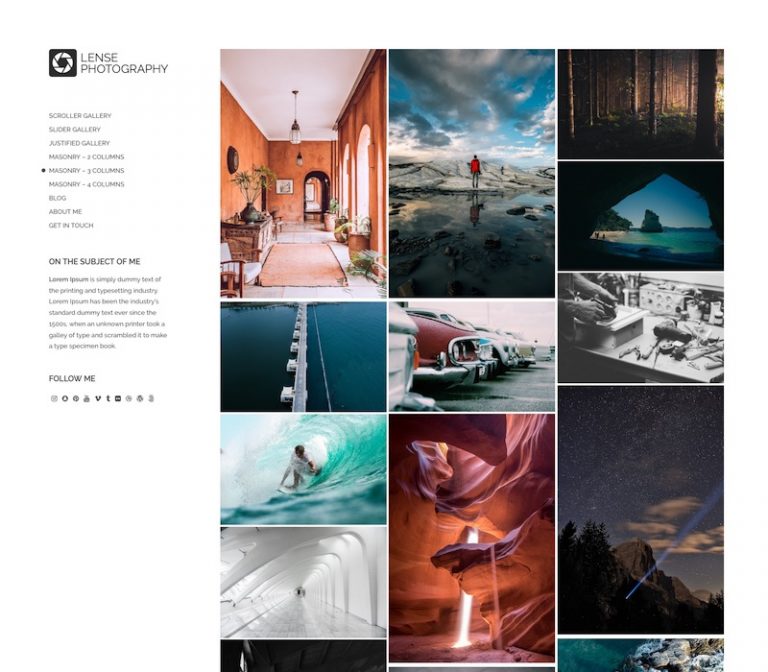 LENSE
PHOTOGRAPHY
SCROLLER GALLERY
SLIDER GALLERY
JUSTIFIED GALLERY
MASONRY – 2 COLUMNS
MASONRY – 3 COLUMNS
MASONRY – 4 COLUMNS
BLOG
ABOUT ME
GET IN TOUCH
ON THE SUBJECT OF ME
Lorem Ipsum is simply dummy text of
the printing and typesetting industry.
Lorem Ipsum has been the industry's
standard dummy text ever since the
1500s, when an unknown printer took a
galley of type and scrambled it to make
a type specimen book.
FOLLOW ME